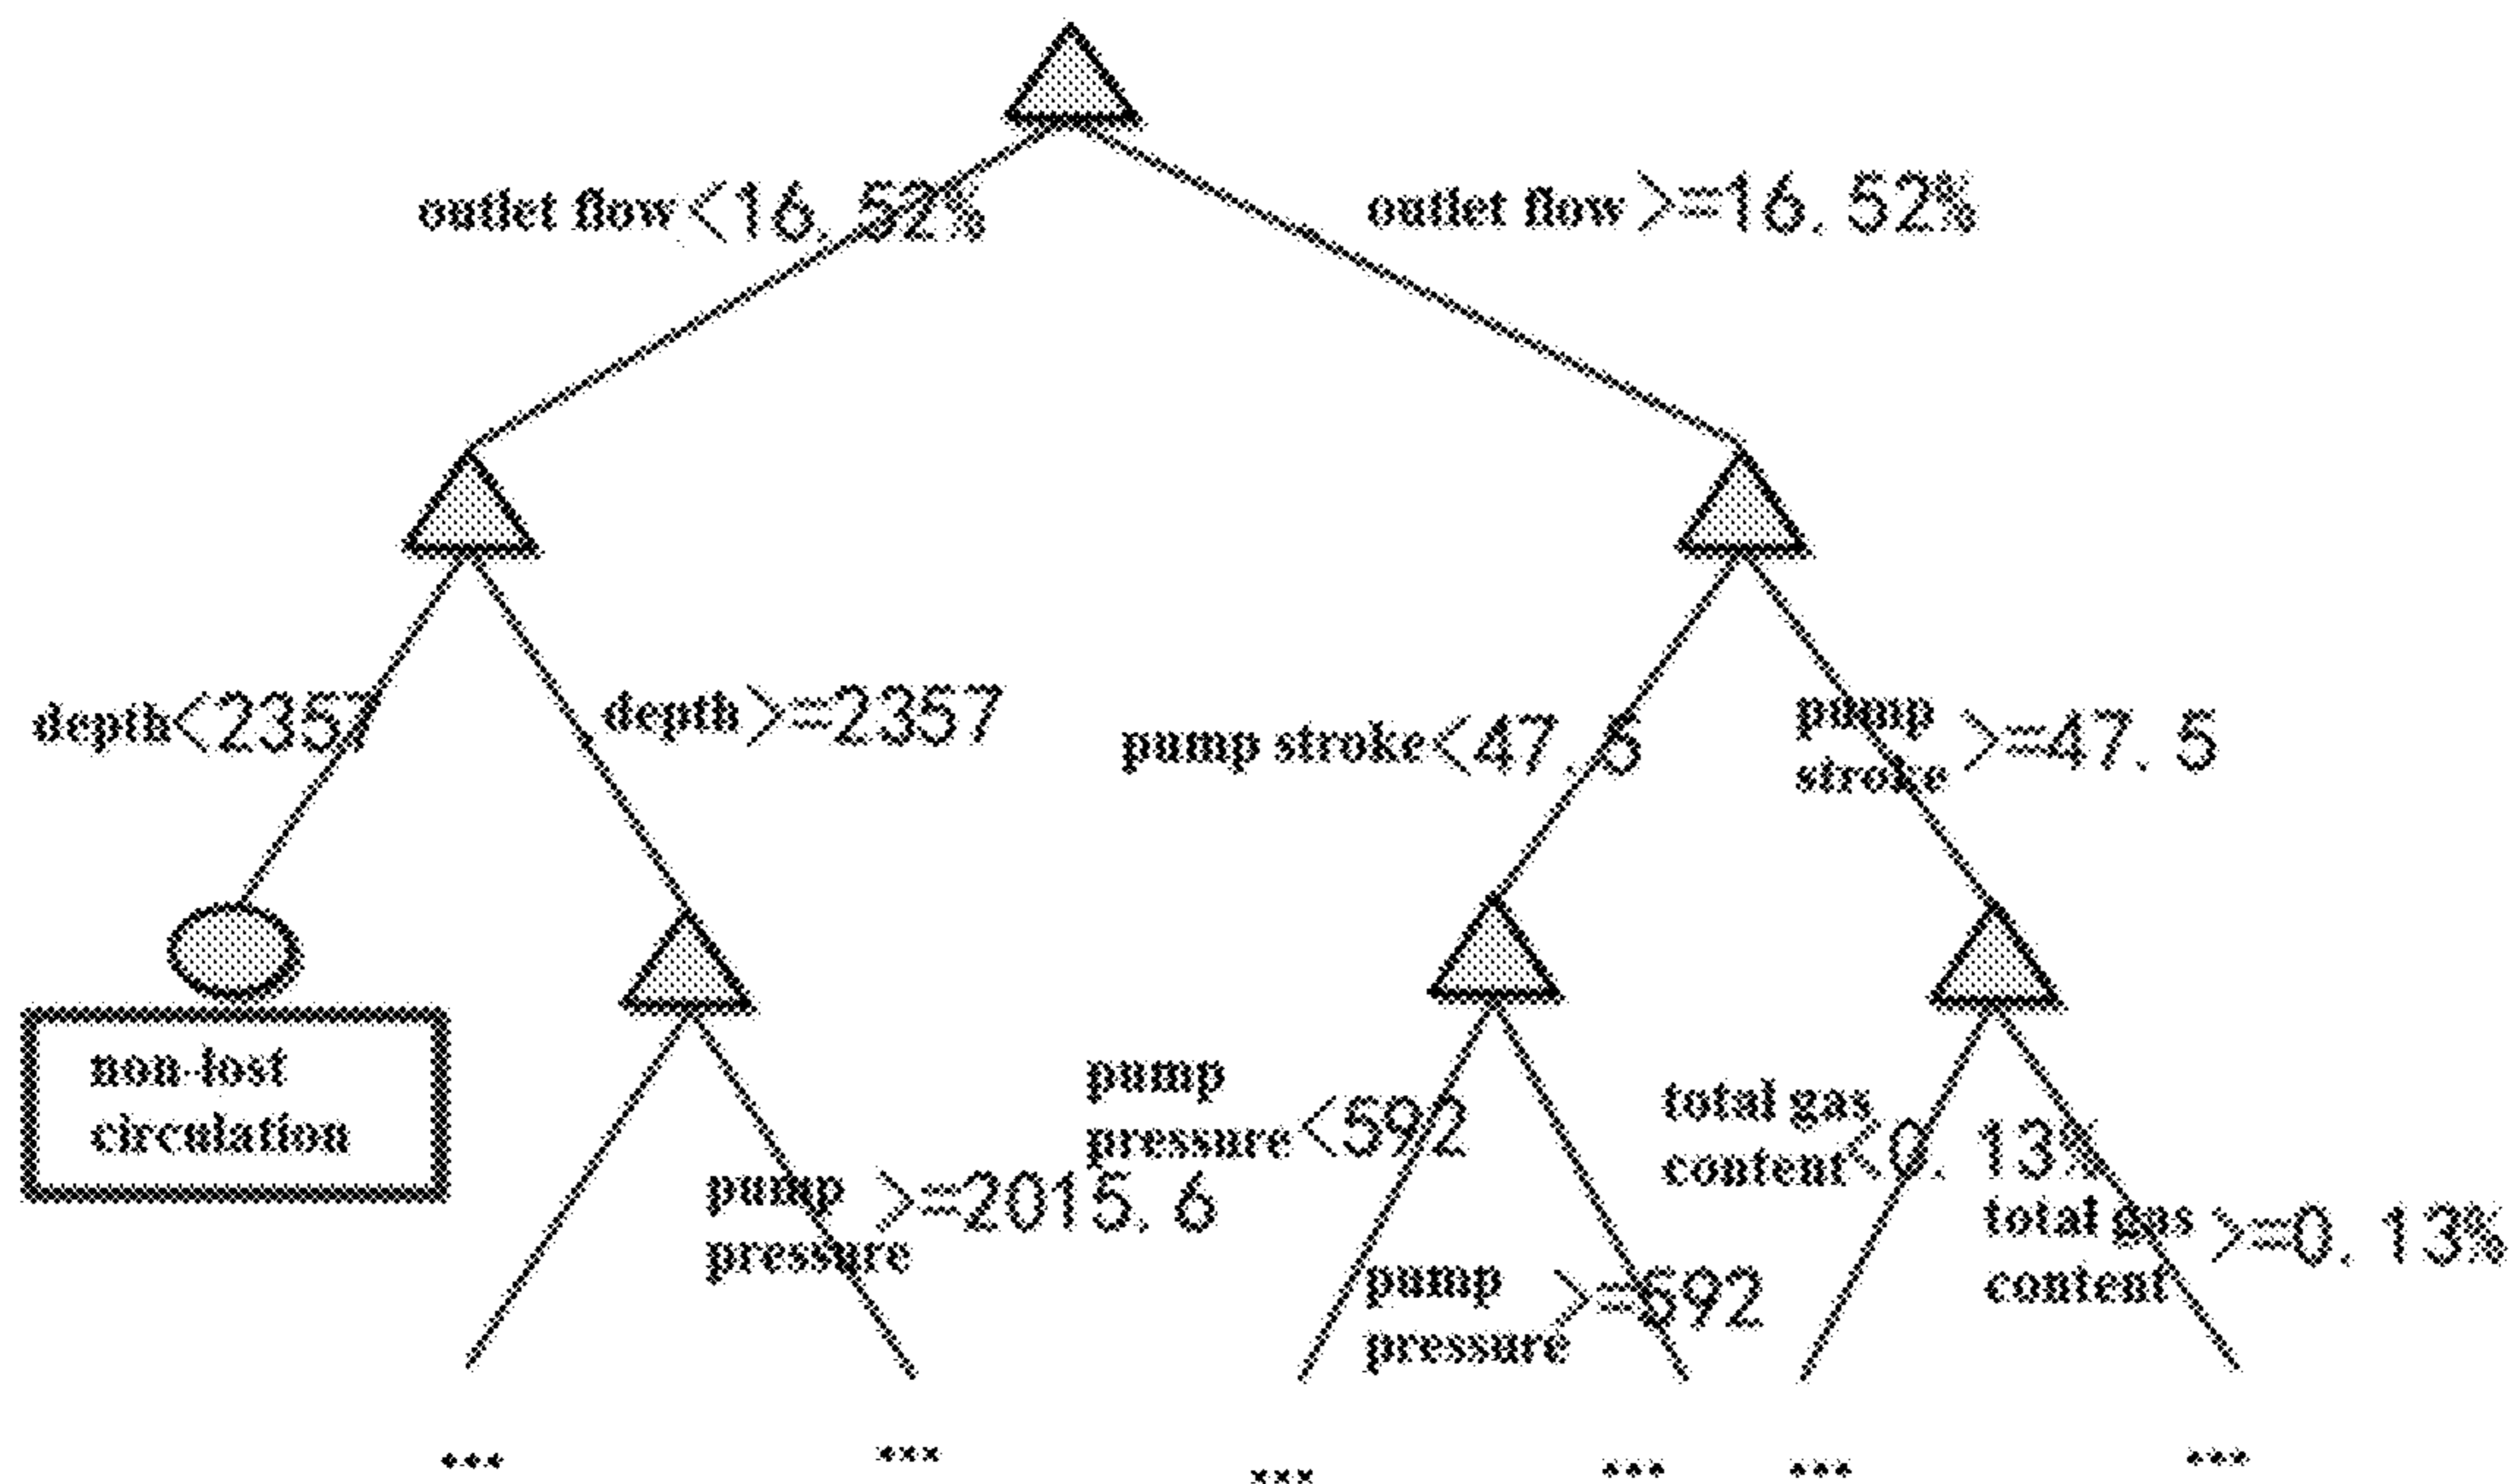 outlet flow <16. 52%
outlet flow >=16. 52%
depth<2357
depth>=2357
pump stroke<47. 5
pump
stroke >=47. 5
non-lost
circulation
pump
pressure >=2015. 6
pump
pressure <592
pump
pressure >=592
total gas
content <0. 13%
total gas
content >=0. 13%
...
...
...
...
...
...